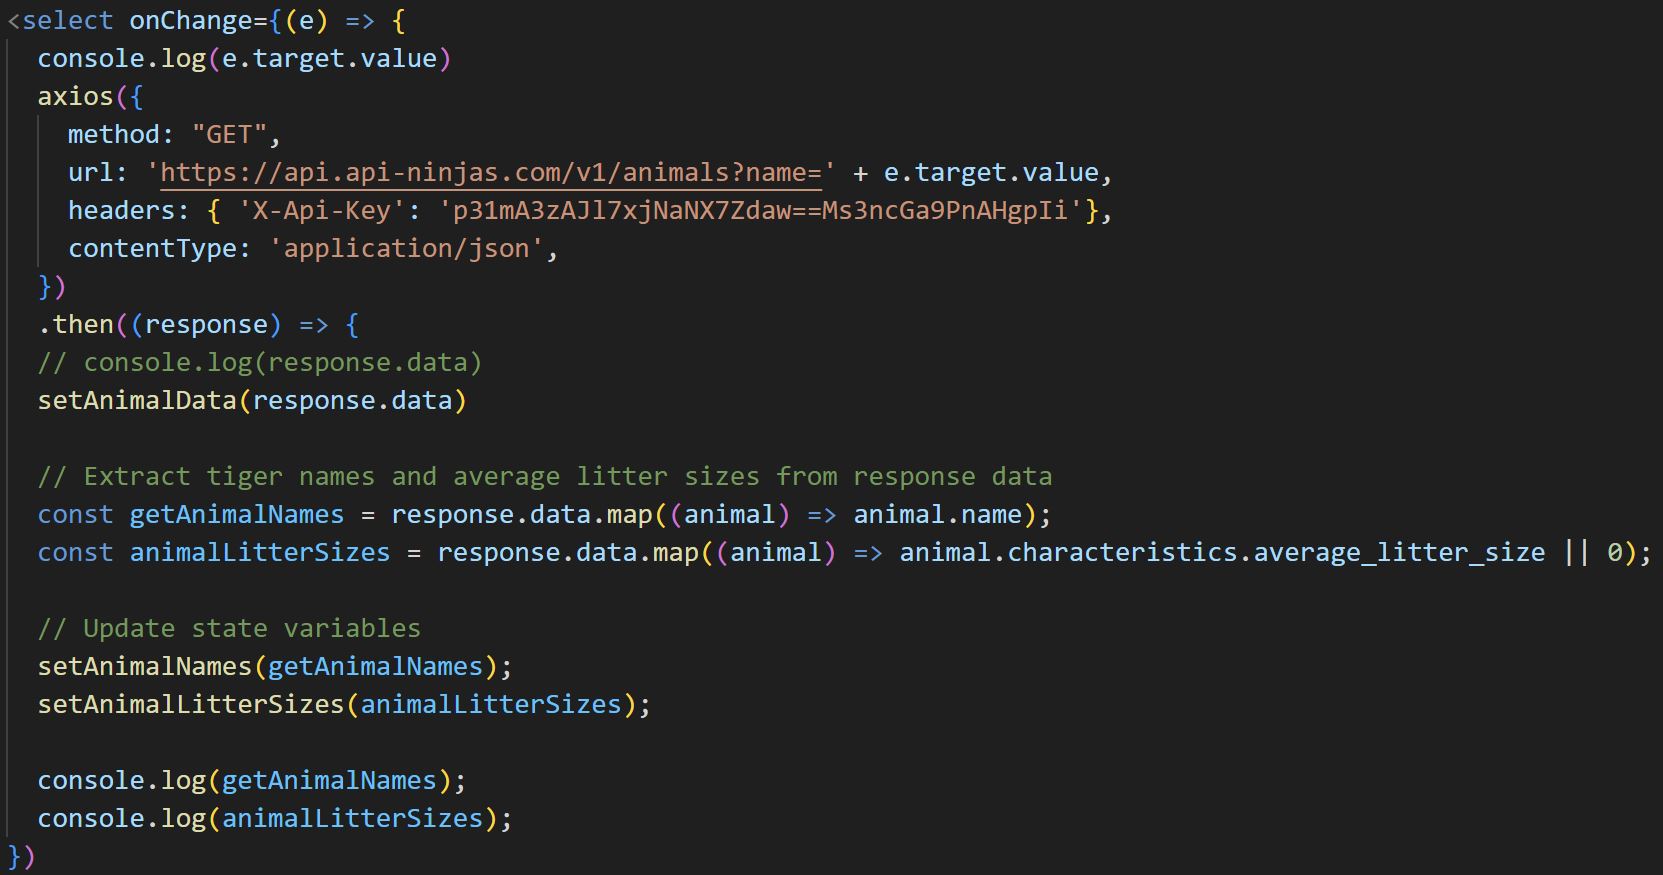 <select onChange={(e) => {
console.log(e.target.value)
axios({
method: "GET",
url: 'https://api.api-ninjas.com/v1/animals?name=' + e.target.value,
headers: { 'X-Api-Key': 'p31mA3zAJl7xjNaNX7Zdaw==Ms3ncGa9PnAHgpIi'},
contentType: 'application/json',
})
.then((response) => {
// console.log(response.data)
setAnimalData(response.data)
// Extract tiger names and average litter sizes from response data
const getAnimalNames = response.data.map((animal) => animal.name);
const animalLitterSizes = response.data.map((animal) => animal.characteristics.average_litter_size || 0);
// Update state variables
setAnimalNames(getAnimalNames);
setAnimalLitterSizes(animalLitterSizes);
console.log(getAnimalNames);
console.log(animalLitterSizes);
})